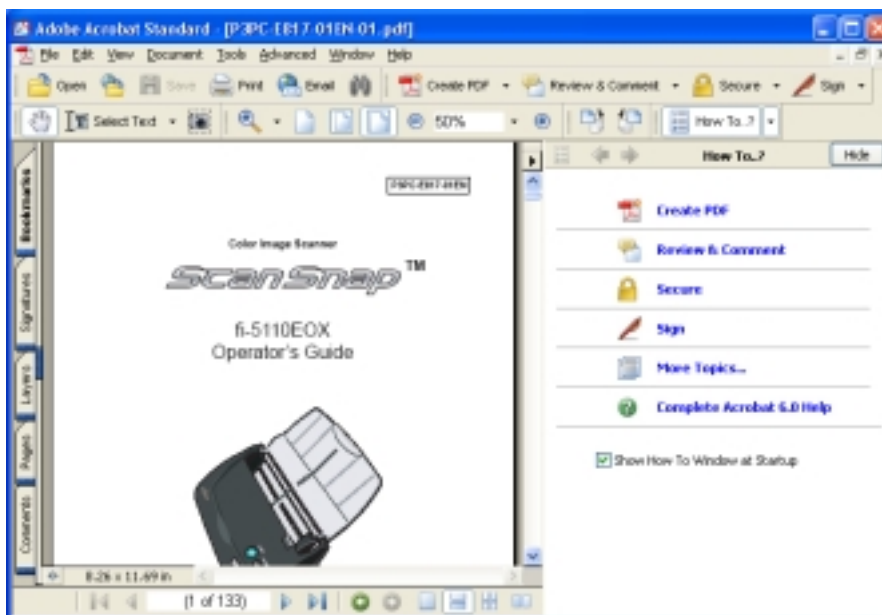 Adobe Acrobat Standard - [P3PC-E817-01EN-01.pdf]
File Edit View Document Tools Advanced Window Help
Open Save Print Email Create PDF Review & Comment Secure Sign
Select Text 50% How To..?
How To..? Hide
Bookmarks
Signatures
Layers
Pages
Comments
P3PC-E817-01EN
Color Image Scanner
ScanSnap™
fi-5110EOX
Operator's Guide
Create PDF
Review & Comment
Secure
Sign
More Topics...
Complete Acrobat 6.0 Help
Show How To Window at Startup
8.26 x 11.69 in
(1 of 133)